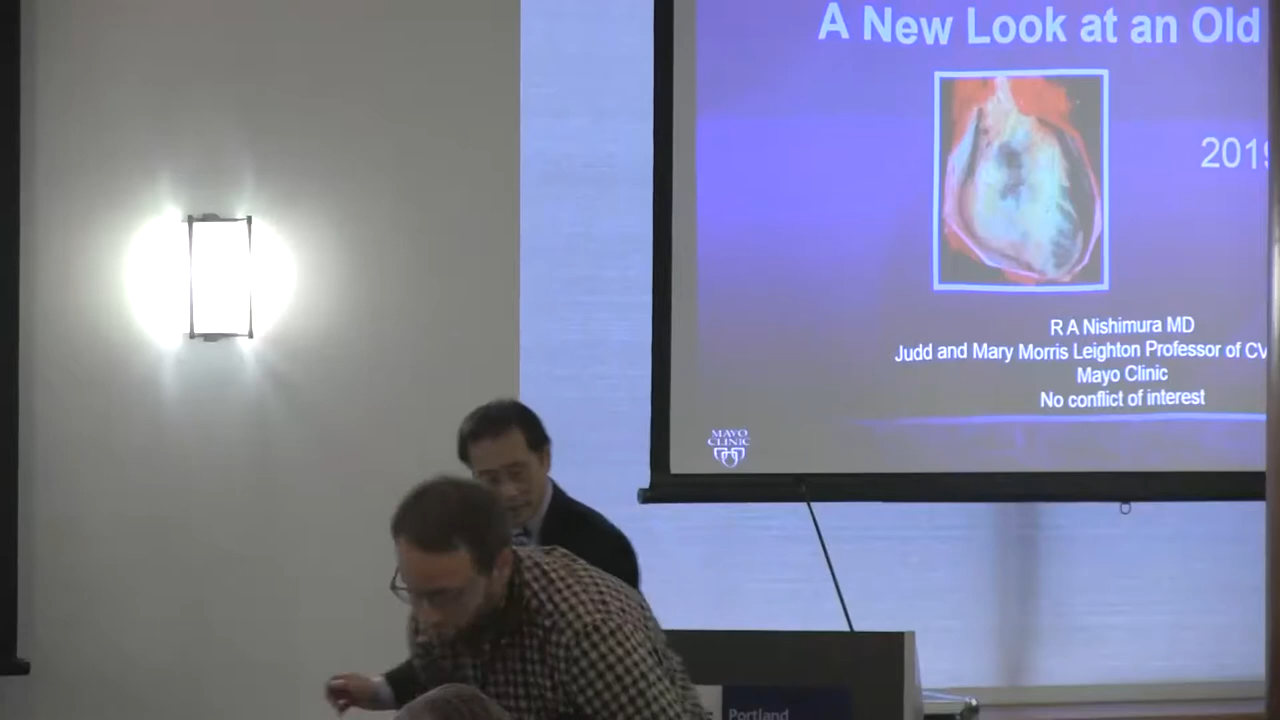 A New Look at an Old
2019
R A Nishimura MD
Judd and Mary Morris Leighton Professor of CV
Mayo Clinic
No conflict of interest
MAYO
CLINIC
Portland